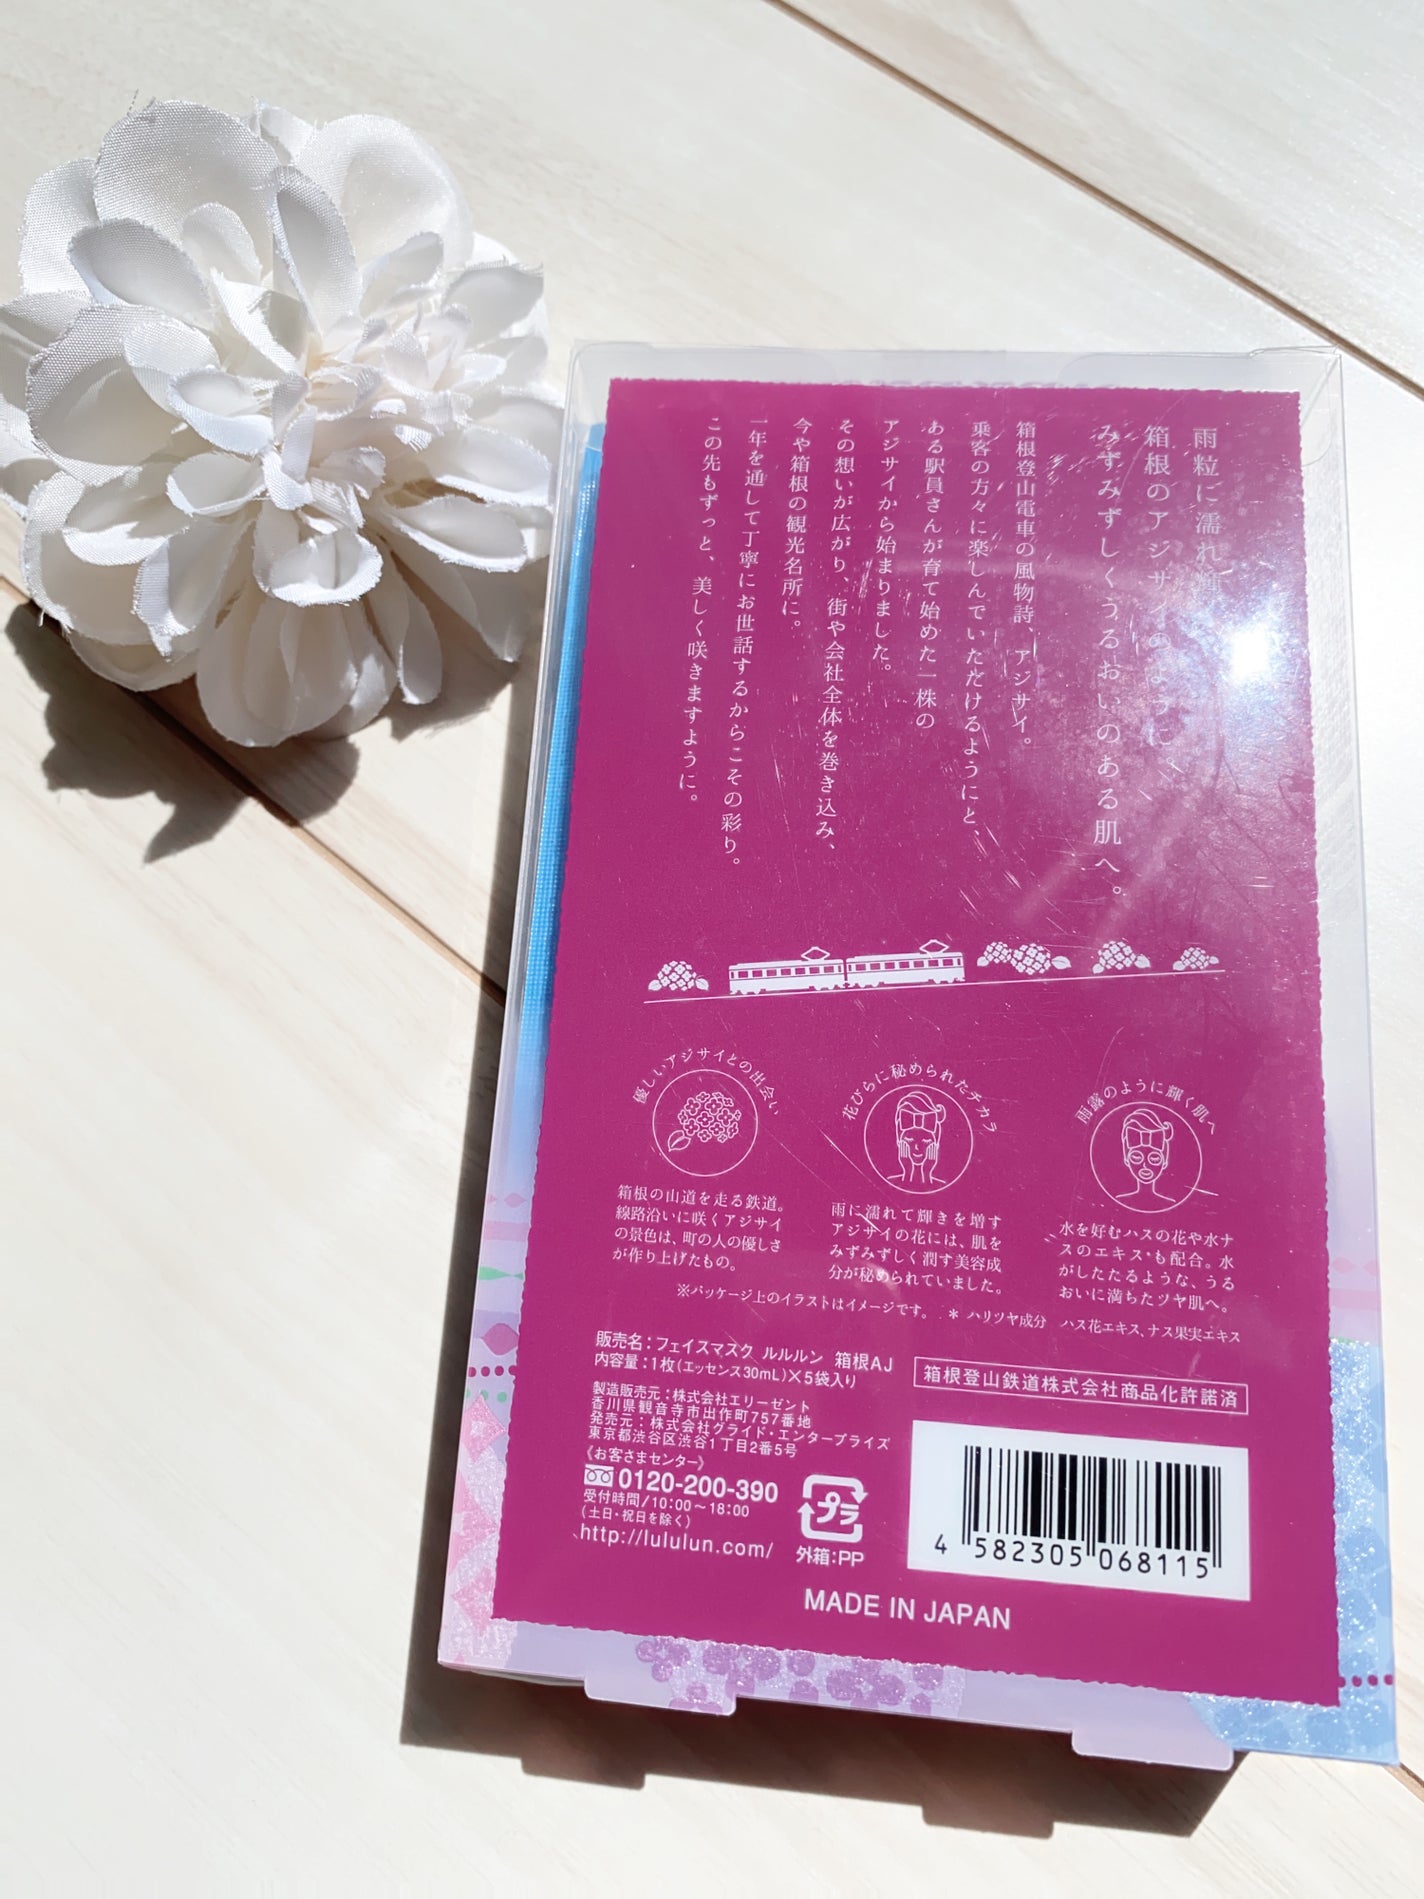 雨粒に濡れ
箱根のアジサイのように、
みずみずしくうるおいのある肌へ。
箱根登山電車の風物詩、アジサイ。
乗客の方々に楽しんでいただけるようにと、
ある駅員さんが育て始めた一株の
アジサイから始まりました。
その想いが広がり、街や会社全体を巻き込み、
今や箱根の観光名所に。
一年を通して丁寧にお世話するからこその彩り。
この先もずっと、美しく咲きますように。
優しいアジサイとの出会い
箱根の山道を走る鉄道。
線路沿いに咲くアジサイ
の景色は、町の人の優しさ
が作り上げたもの。
花びらに秘められたチカラ
雨に濡れて輝きを増す
アジサイの花には、肌を
みずみずしく潤す美容成
分が秘められていました。
雨露のように輝く肌へ
水を好むハスの花や水ナ
スのエキス*も配合。水
がしたたるような、うる
おいに満ちたツヤ肌へ。
※パッケージ上のイラストはイメージです。 * ハリツヤ成分 ハス花エキス、ナス果実エキス
販売名：フェイスマスク ルルルン 箱根AJ
内容量：1枚（エッセンス30mL）×5袋入り
製造販売元：株式会社エリーゼント
香川県観音寺市出作町757番地
発売元：株式会社グライド・エンタープライズ
東京都渋谷区渋谷1丁目2番5号
《お客さまセンター》
0120-200-390
受付時間／10:00〜18:00
（土日・祝日を除く）
http://lululun.com/
プラ
外箱：PP
箱根登山鉄道株式会社商品化許諾済
4 582305 068115
MADE IN JAPAN